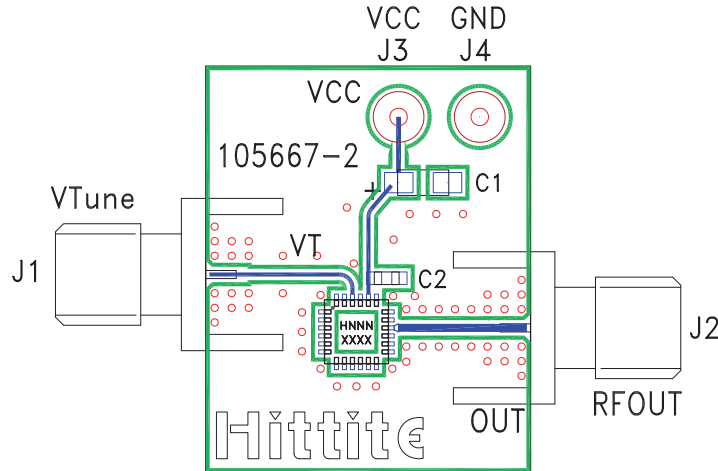 VCC GND
J3 J4
VCC
105667-2
+
C1
VTune
VT
J1
C2
HNNN
XXXX
J2
OUT
RFOUT
Hittite